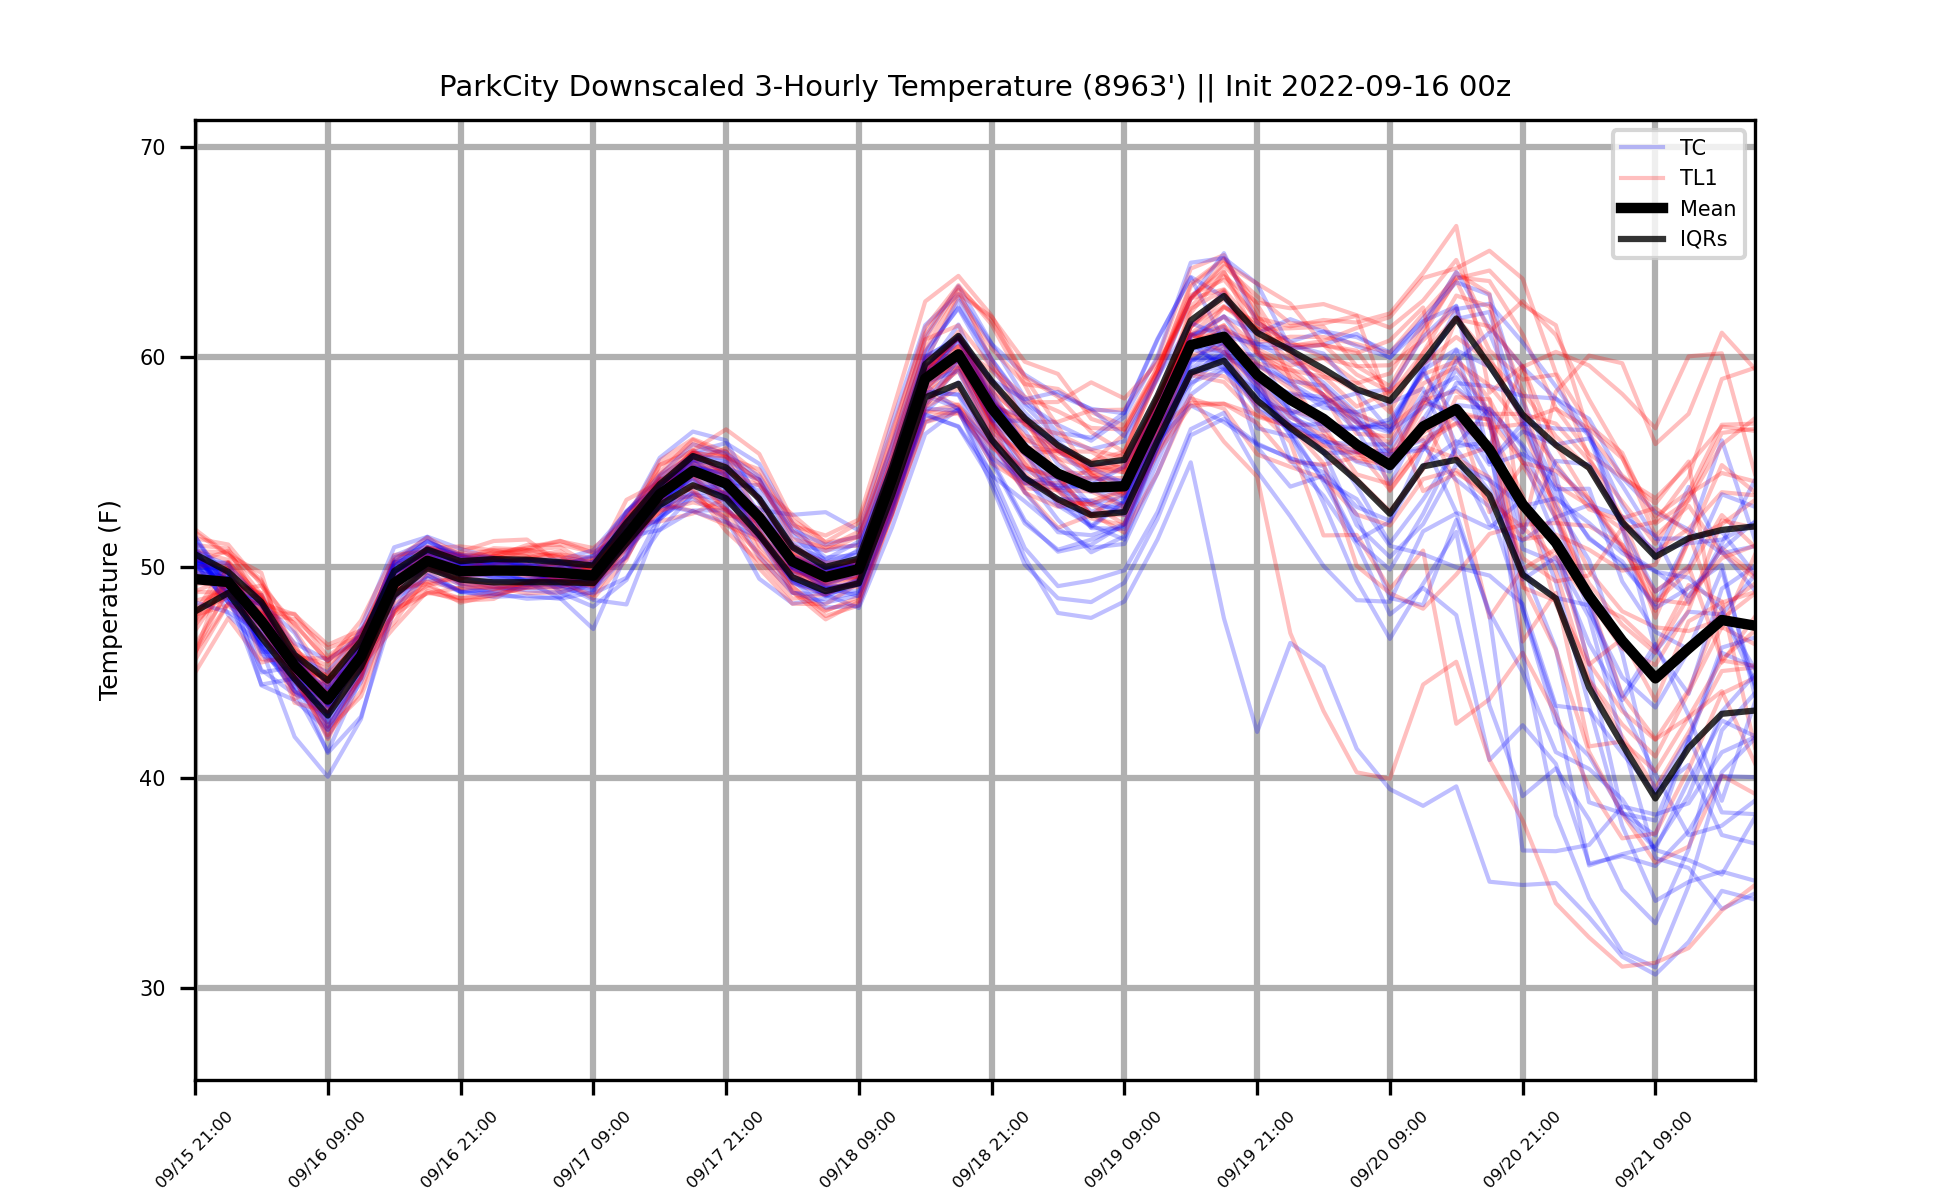 ParkCity Downscaled 3-Hourly Temperature (8963') || Init 2022-09-16 00z
TC
TL1
Mean
IQRs
Temperature (F)
70
60
50
40
30
09/15 21:00
09/16 09:00
09/16 21:00
09/17 09:00
09/17 21:00
09/18 09:00
09/18 21:00
09/19 09:00
09/19 21:00
09/20 09:00
09/20 21:00
09/21 09:00